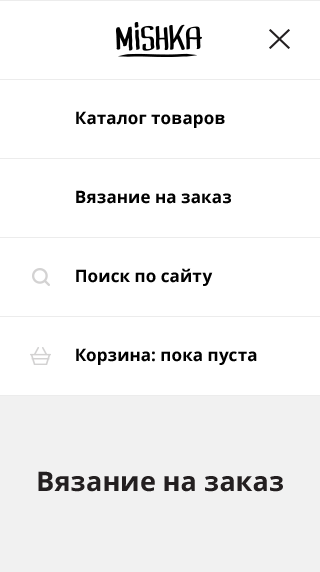 MiSHKA
Каталог товаров
Вязание на заказ
Поиск по сайту
Корзина: пока пуста
Вязание на заказ